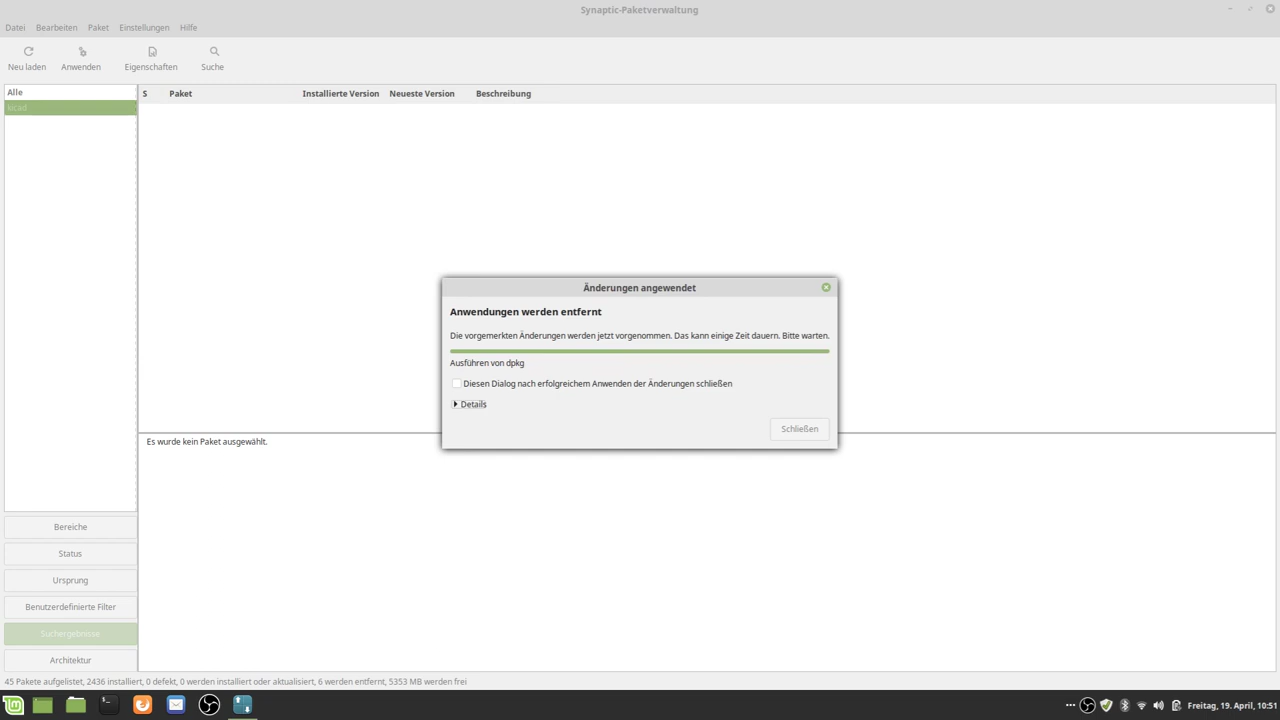 Synaptic-Paketverwaltung
Datei Bearbeiten Paket Einstellungen Hilfe
Neu laden Anwenden Eigenschaften Suche
Alle
kicad
S Paket Installierte Version Neueste Version Beschreibung
Änderungen angewendet
Anwendungen werden entfernt
Die vorgemerkten Änderungen werden jetzt vorgenommen. Das kann einige Zeit dauern. Bitte warten.
Ausführen von dpkg
Diesen Dialog nach erfolgreichem Anwenden der Änderungen schließen
Details
Schließen
Es wurde kein Paket ausgewählt.
Bereiche
Status
Ursprung
Benutzerdefinierte Filter
Suchergebnisse
Architektur
45 Pakete aufgelistet, 2436 installiert, 0 defekt, 0 werden installiert oder aktualisiert, 6 werden entfernt, 5353 MB werden frei
Freitag, 19. April, 10:51